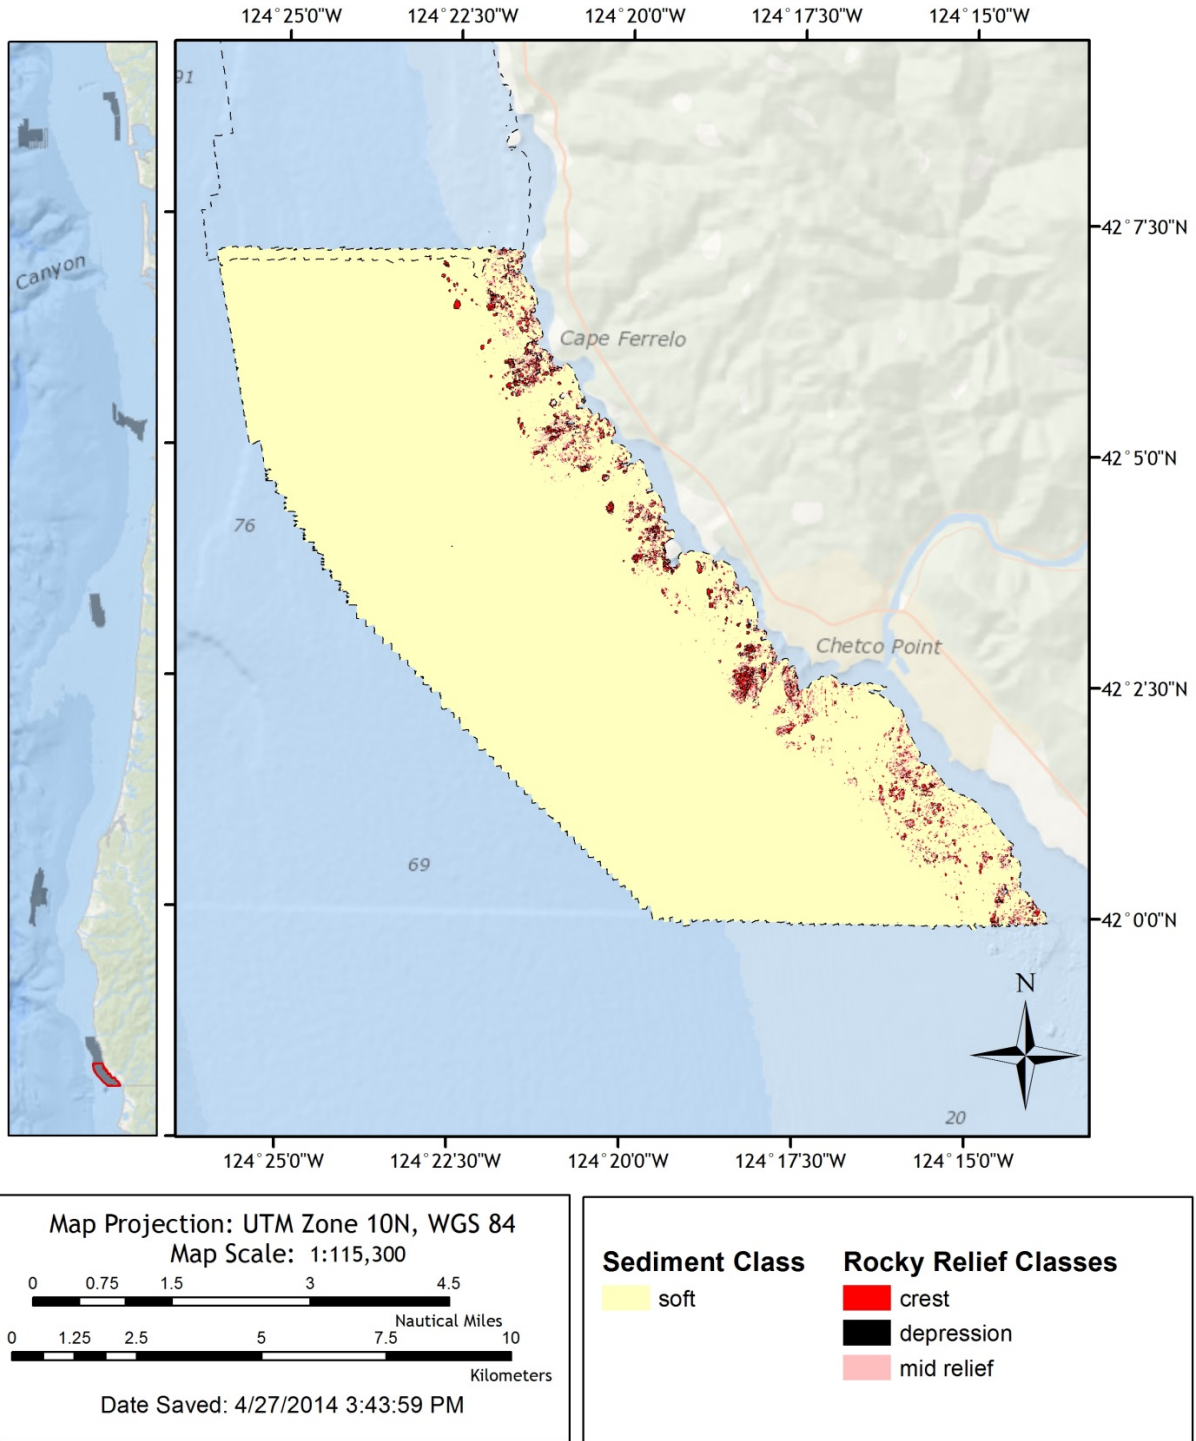 124°25'0"W 124°22'30"W 124°20'0"W 124°17'30"W 124°15'0"W
91
42°7'30"N
Canyon
Cape Ferrelo
42°5'0"N
76
Chetco Point
42°2'30"N
69
42°0'0"N
N
20
124°25'0"W 124°22'30"W 124°20'0"W 124°17'30"W 124°15'0"W
Map Projection: UTM Zone 10N, WGS 84
Map Scale: 1:115,300
0 0.75 1.5 3 4.5
Nautical Miles
0 1.25 2.5 5 7.5 10
Kilometers
Date Saved: 4/27/2014 3:43:59 PM
Sediment Class
soft
Rocky Relief Classes
crest
depression
mid relief